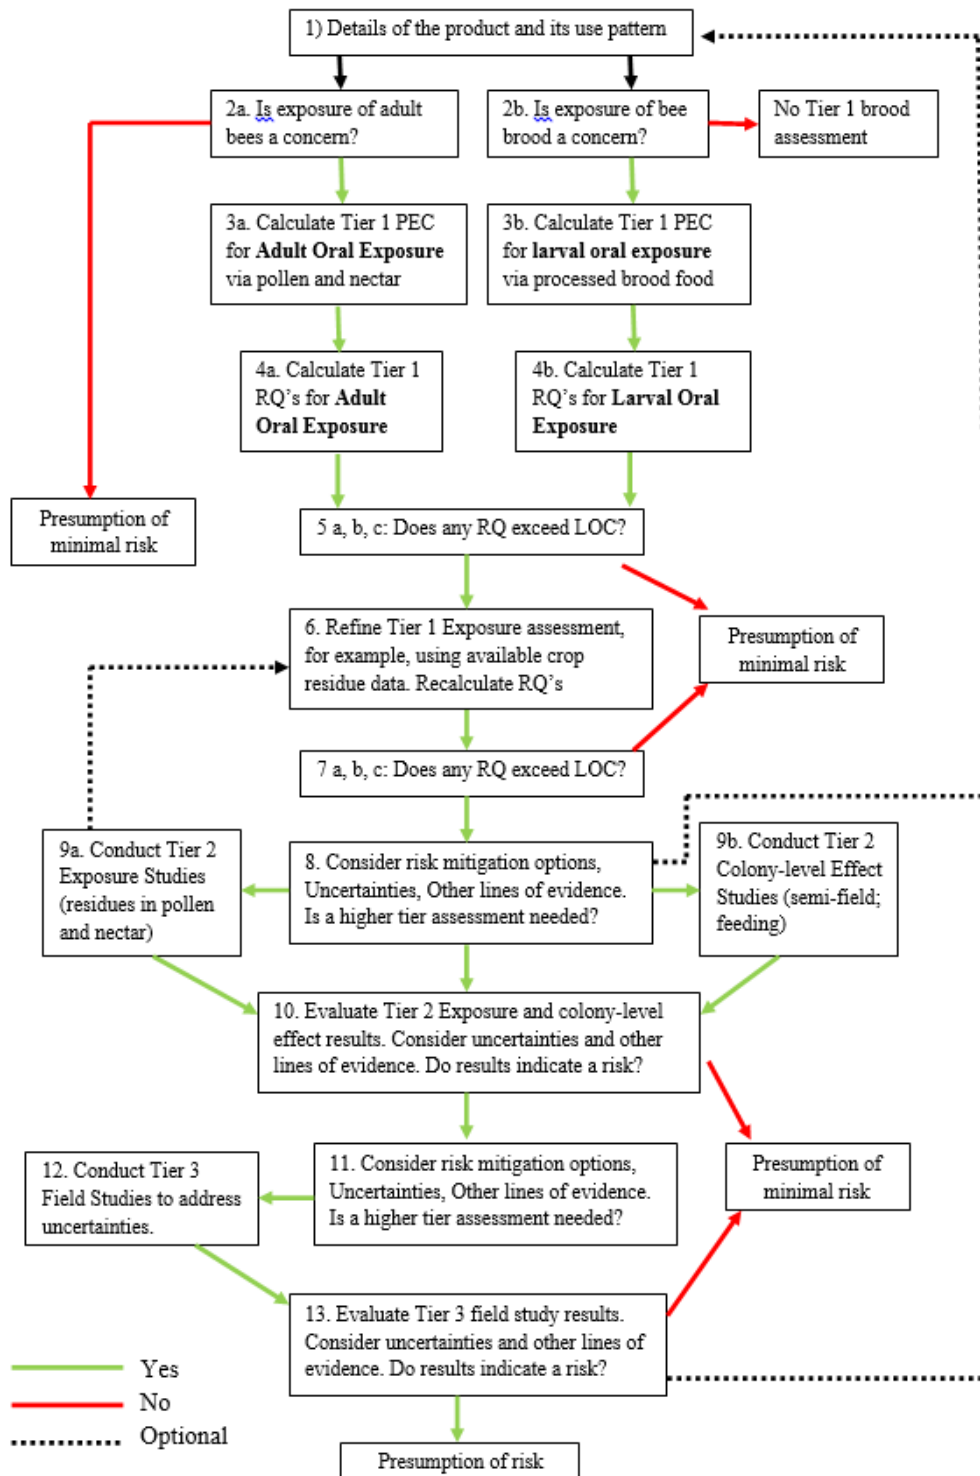 1) Details of the product and its use pattern
2a. Is exposure of adult
bees a concern?
2b. Is exposure of bee
brood a concern?
No Tier 1 brood
assessment
3a. Calculate Tier 1 PEC
for Adult Oral Exposure
via pollen and nectar
3b. Calculate Tier 1 PEC
for larval oral exposure
via processed brood food
4a. Calculate Tier 1
RQ’s for Adult
Oral Exposure
4b. Calculate Tier 1
RQ’s for Larval Oral
Exposure
Presumption of
minimal risk
5 a, b, c: Does any RQ exceed LOC?
6. Refine Tier 1 Exposure assessment,
for example, using available crop
residue data. Recalculate RQ’s
Presumption of
minimal risk
7 a, b, c: Does any RQ exceed LOC?
9a. Conduct Tier 2
Exposure Studies
(residues in pollen
and nectar)
8. Consider risk mitigation options,
Uncertainties, Other lines of evidence.
Is a higher tier assessment needed?
9b. Conduct Tier 2
Colony-level Effect
Studies (semi-field;
feeding)
10. Evaluate Tier 2 Exposure and colony-level
effect results. Consider uncertainties and other
lines of evidence. Do results indicate a risk?
12. Conduct Tier 3
Field Studies to address
uncertainties.
11. Consider risk mitigation options,
Uncertainties, Other lines of evidence.
Is a higher tier assessment needed?
Presumption of
minimal risk
13. Evaluate Tier 3 field study results.
Consider uncertainties and other lines of
evidence. Do results indicate a risk?
Yes
No
Optional
Presumption of risk